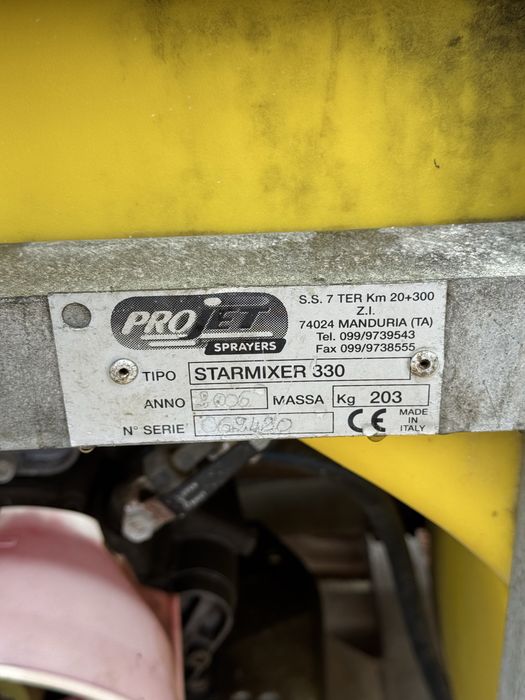 PROJET
SPRAYERS
S.S. 7 TER Km 20+300
Z.I.
74024 MANDURIA (TA)
Tel. 099/9739543
Fax 099/9738555
TIPO STARMIXER 330
ANNO 2006 MASSA Kg 203
N° SERIE 062420 CE MADE IN ITALY